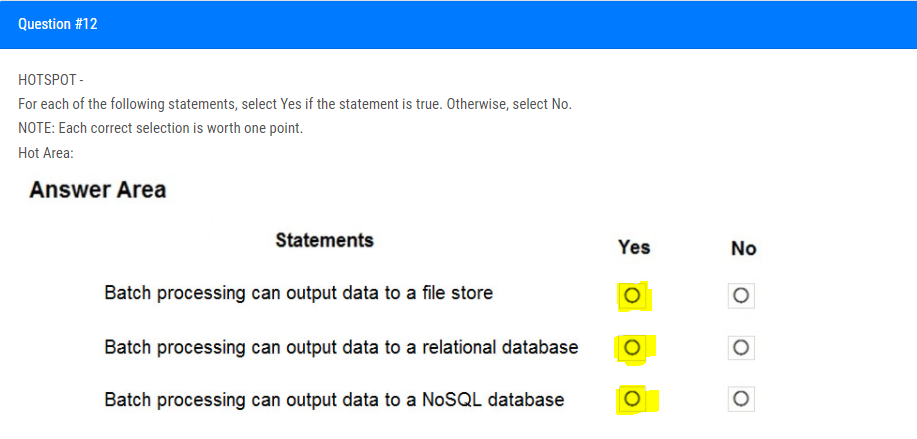 Question #12
HOTSPOT -
For each of the following statements, select Yes if the statement is true. Otherwise, select No.
NOTE: Each correct selection is worth one point.
Hot Area:
Answer Area
Statements Yes No
Batch processing can output data to a file store
Batch processing can output data to a relational database
Batch processing can output data to a NoSQL database